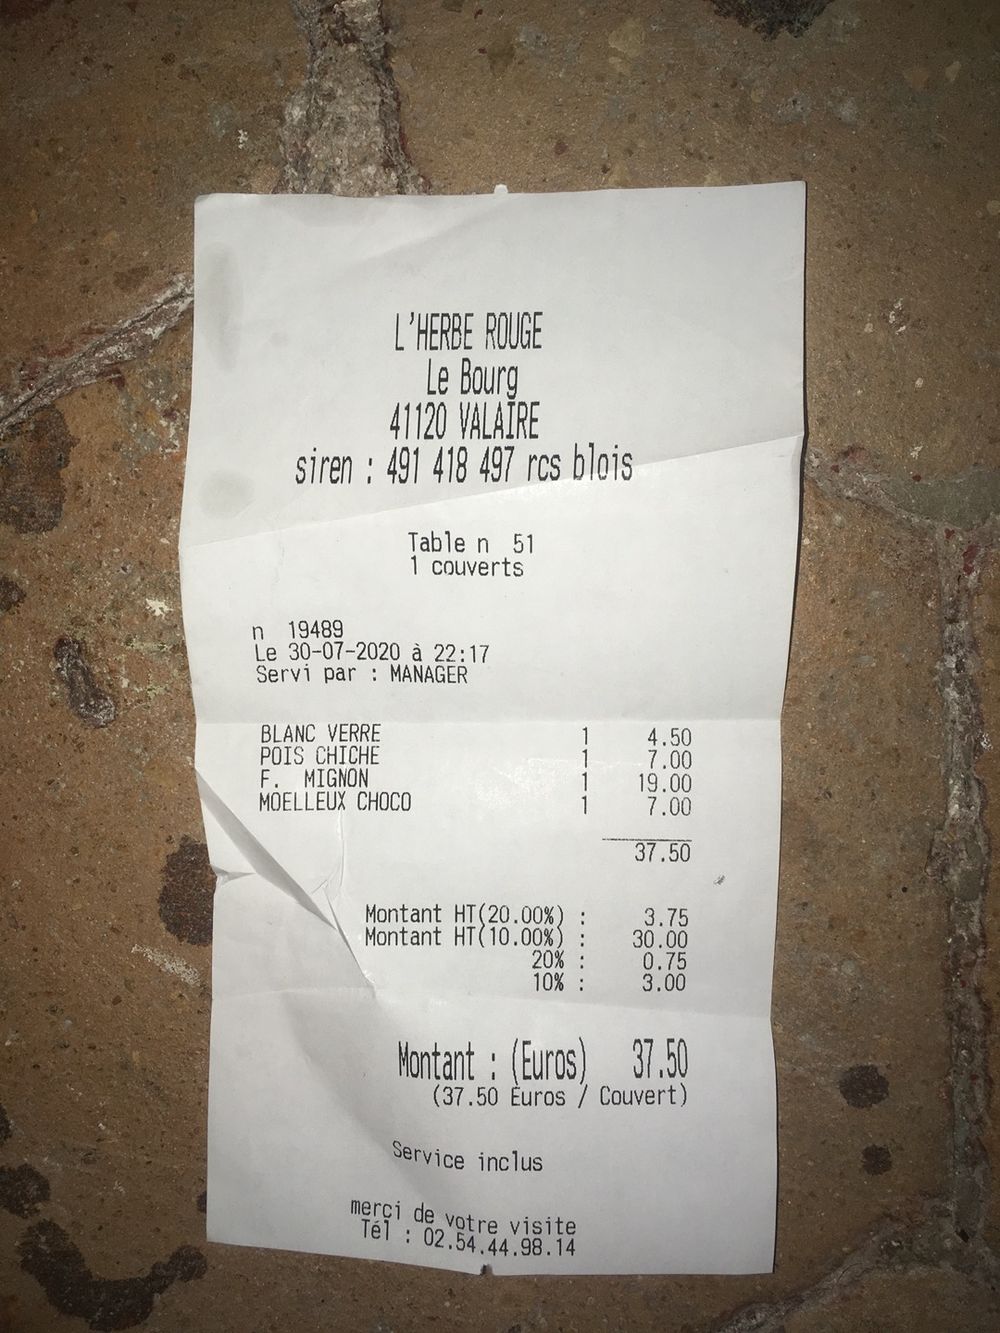 L'HERBE ROUGE
Le Bourg
41120 VALAIRE
siren : 491 418 497 rcs blois
Table n 51
1 couverts
n 19489
Le 30-07-2020 à 22:17
Servi par : MANAGER
BLANC VERRE 1 4.50
POIS CHICHE 1 7.00
F. MIGNON 1 19.00
MOELLEUX CHOCO 1 7.00
37.50
Montant HT(20.00%) : 3.75
Montant HT(10.00%) : 30.00
20% : 0.75
10% : 3.00
Montant : (Euros) 37.50
(37.50 Euros / Couvert)
Service inclus
merci de votre visite
Tél : 02.54.44.98.14